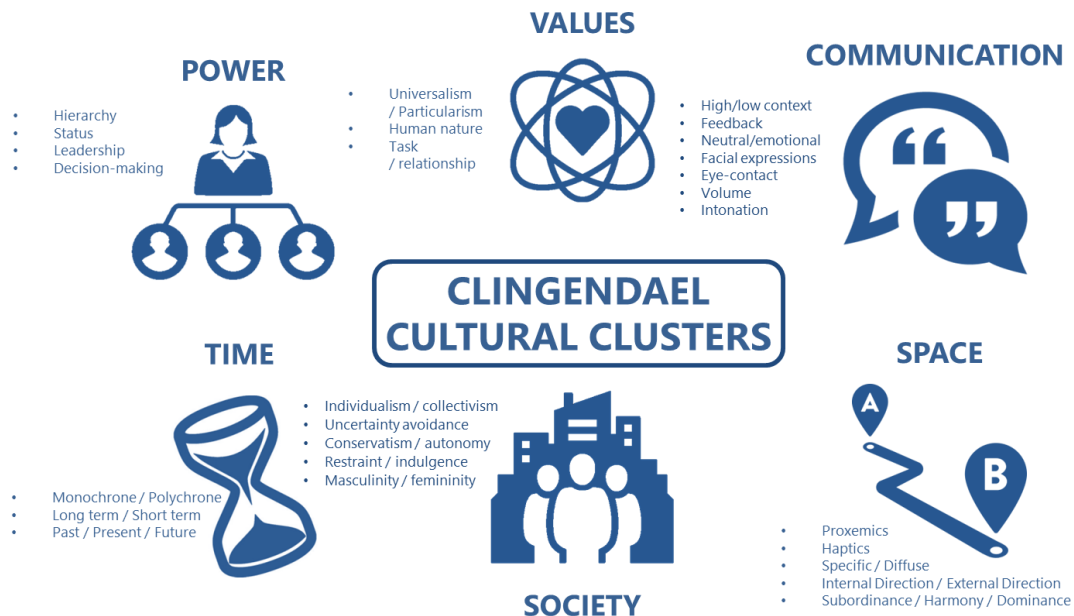 VALUES
POWER
COMMUNICATION
• Hierarchy
• Status
• Leadership
• Decision-making
• Universalism
/ Particularism
• Human nature
• Task
/ relationship
• High/low context
• Feedback
• Neutral/emotional
• Facial expressions
• Eye-contact
• Volume
• Intonation
CLINGENDAEL
CULTURAL CLUSTERS
TIME
• Monochrone / Polychrone
• Long term / Short term
• Past / Present / Future
• Individualism / collectivism
• Uncertainty avoidance
• Conservatism / autonomy
• Restraint / indulgence
• Masculinity / femininity
SOCIETY
SPACE
A
B
• Proxemics
• Haptics
• Specific / Diffuse
• Internal Direction / External Direction
• Subordinance / Harmony / Dominance